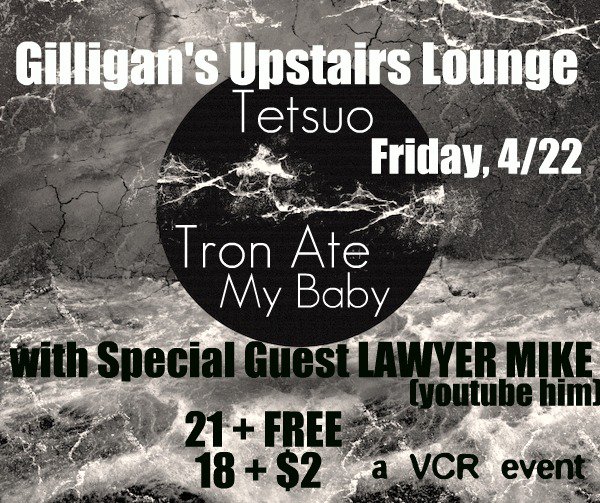 Gilligan's Upstairs Lounge
Tetsuo
Friday, 4/22
Tron Ate
My Baby
with Special Guest LAWYER MIKE
(youtube him)
21 + FREE
18 + $2
a VCR event